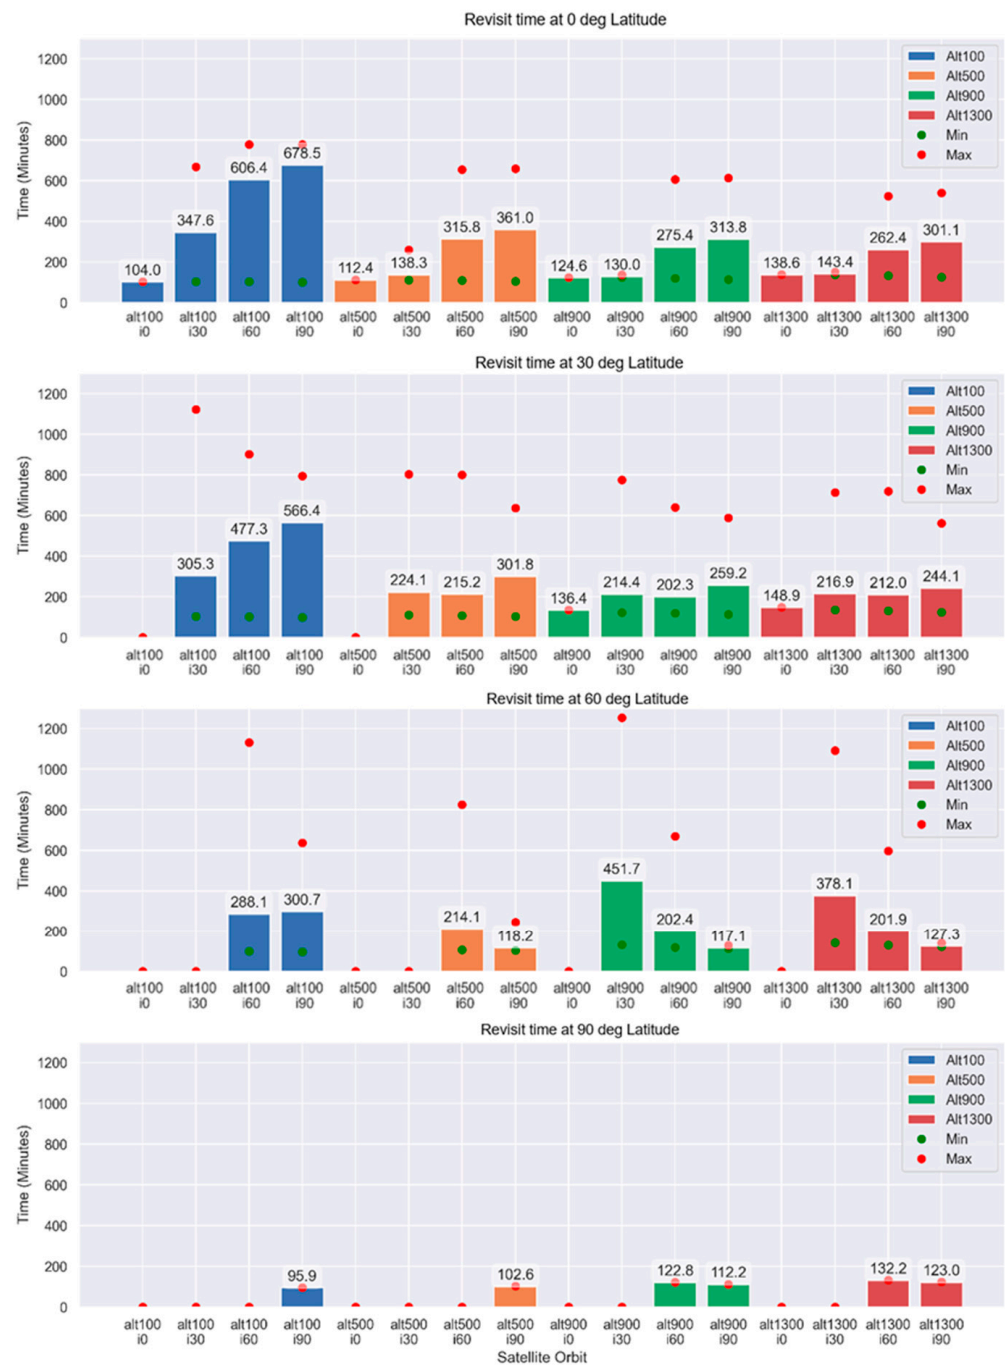 Revisit time at 0 deg Latitude
Time (Minutes)
1200
1000
800
600
400
200
0
Alt100
Alt500
Alt900
Alt1300
Min
Max
104.0 347.6 606.4 678.5 112.4 138.3 315.8 361.0 124.6 130.0 275.4 313.8 138.6 143.4 262.4 301.1
alt100 alt100 alt100 alt100 alt500 alt500 alt500 alt500 alt900 alt900 alt900 alt900 alt1300 alt1300 alt1300 alt1300
i0 i30 i60 i90 i0 i30 i60 i90 i0 i30 i60 i90 i0 i30 i60 i90
Revisit time at 30 deg Latitude
Time (Minutes)
1200
1000
800
600
400
200
0
Alt100
Alt500
Alt900
Alt1300
Min
Max
305.3 477.3 566.4 224.1 215.2 301.8 136.4 214.4 202.3 259.2 148.9 216.9 212.0 244.1
alt100 alt100 alt100 alt100 alt500 alt500 alt500 alt500 alt900 alt900 alt900 alt900 alt1300 alt1300 alt1300 alt1300
i0 i30 i60 i90 i0 i30 i60 i90 i0 i30 i60 i90 i0 i30 i60 i90
Revisit time at 60 deg Latitude
Time (Minutes)
1200
1000
800
600
400
200
0
Alt100
Alt500
Alt900
Alt1300
Min
Max
288.1 300.7 214.1 118.2 451.7 202.4 117.1 378.1 201.9 127.3
alt100 alt100 alt100 alt100 alt500 alt500 alt500 alt500 alt900 alt900 alt900 alt900 alt1300 alt1300 alt1300 alt1300
i0 i30 i60 i90 i0 i30 i60 i90 i0 i30 i60 i90 i0 i30 i60 i90
Revisit time at 90 deg Latitude
Time (Minutes)
1200
1000
800
600
400
200
0
Alt100
Alt500
Alt900
Alt1300
Min
Max
95.9 102.6 122.8 112.2 132.2 123.0
alt100 alt100 alt100 alt100 alt500 alt500 alt500 alt500 alt900 alt900 alt900 alt900 alt1300 alt1300 alt1300 alt1300
i0 i30 i60 i90 i0 i30 i60 i90 i0 i30 i60 i90 i0 i30 i60 i90
Satellite Orbit